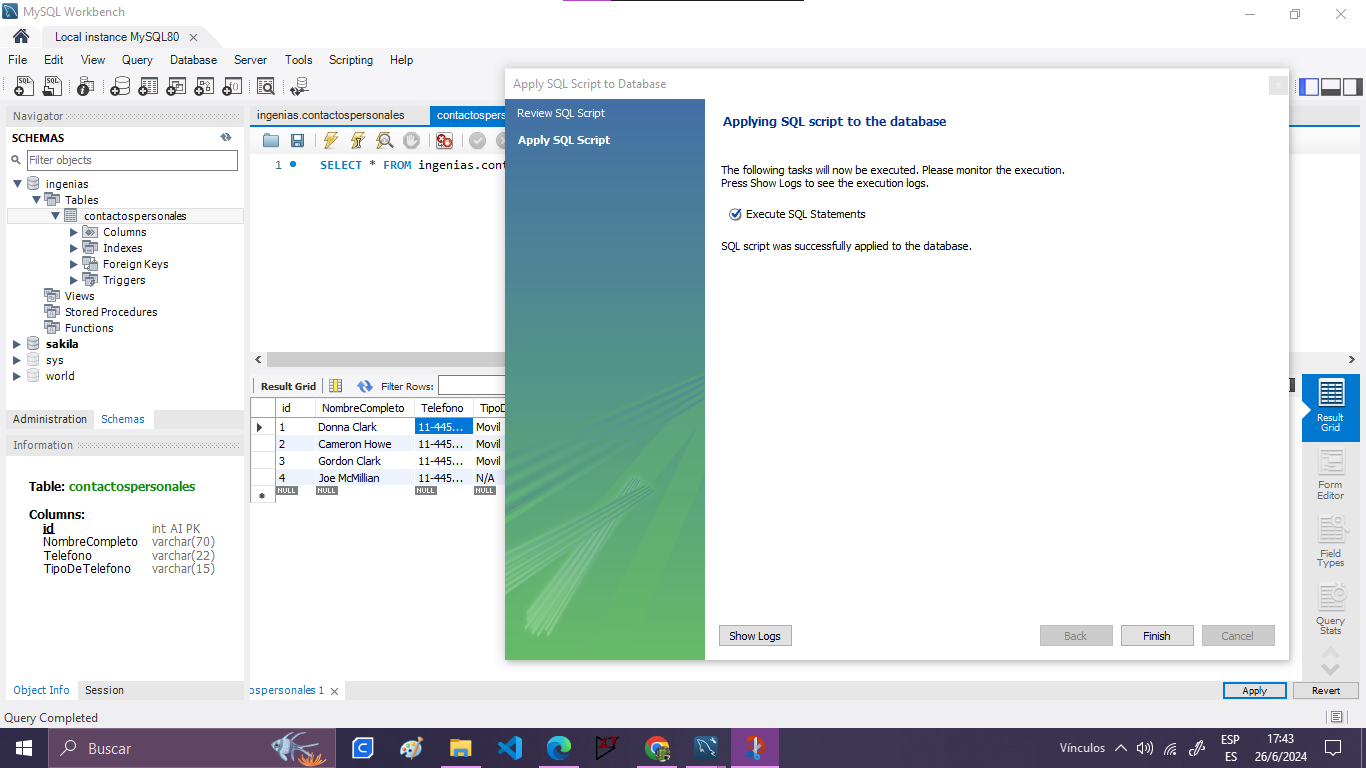 MySQL Workbench
Local instance MySQL80
File Edit View Query Database Server Tools Scripting Help
Navigator
SCHEMAS
Filter objects
ingenias
Tables
contactospersonales
Columns
Indexes
Foreign Keys
Triggers
Views
Stored Procedures
Functions
sakila
sys
world
Administration Schemas
Information
Table: contactospersonales
Columns:
id int AI PK
NombreCompleto varchar(70)
Telefono varchar(22)
TipoDeTelefono varchar(15)
Object Info Session
Query Completed
ingenias.contactospersonales contactospers
1 SELECT * FROM ingenias.cont
Result Grid Filter Rows:
id NombreCompleto Telefono TipoD
1 Donna Clark 11-445... Movil
2 Cameron Howe 11-445... Movil
3 Gordon Clark 11-445... Movil
4 Joe McMillian 11-445... N/A
NULL NULL NULL NULL
ospersonales 1
Apply SQL Script to Database
Review SQL Script
Apply SQL Script
Applying SQL script to the database
The following tasks will now be executed. Please monitor the execution.
Press Show Logs to see the execution logs.
Execute SQL Statements
SQL script was successfully applied to the database.
Show Logs Back Finish Cancel
Result
Grid
Form
Editor
Field
Types
Query
Stats
Apply Revert
Buscar
Vínculos
ESP
ES
17:43
26/6/2024